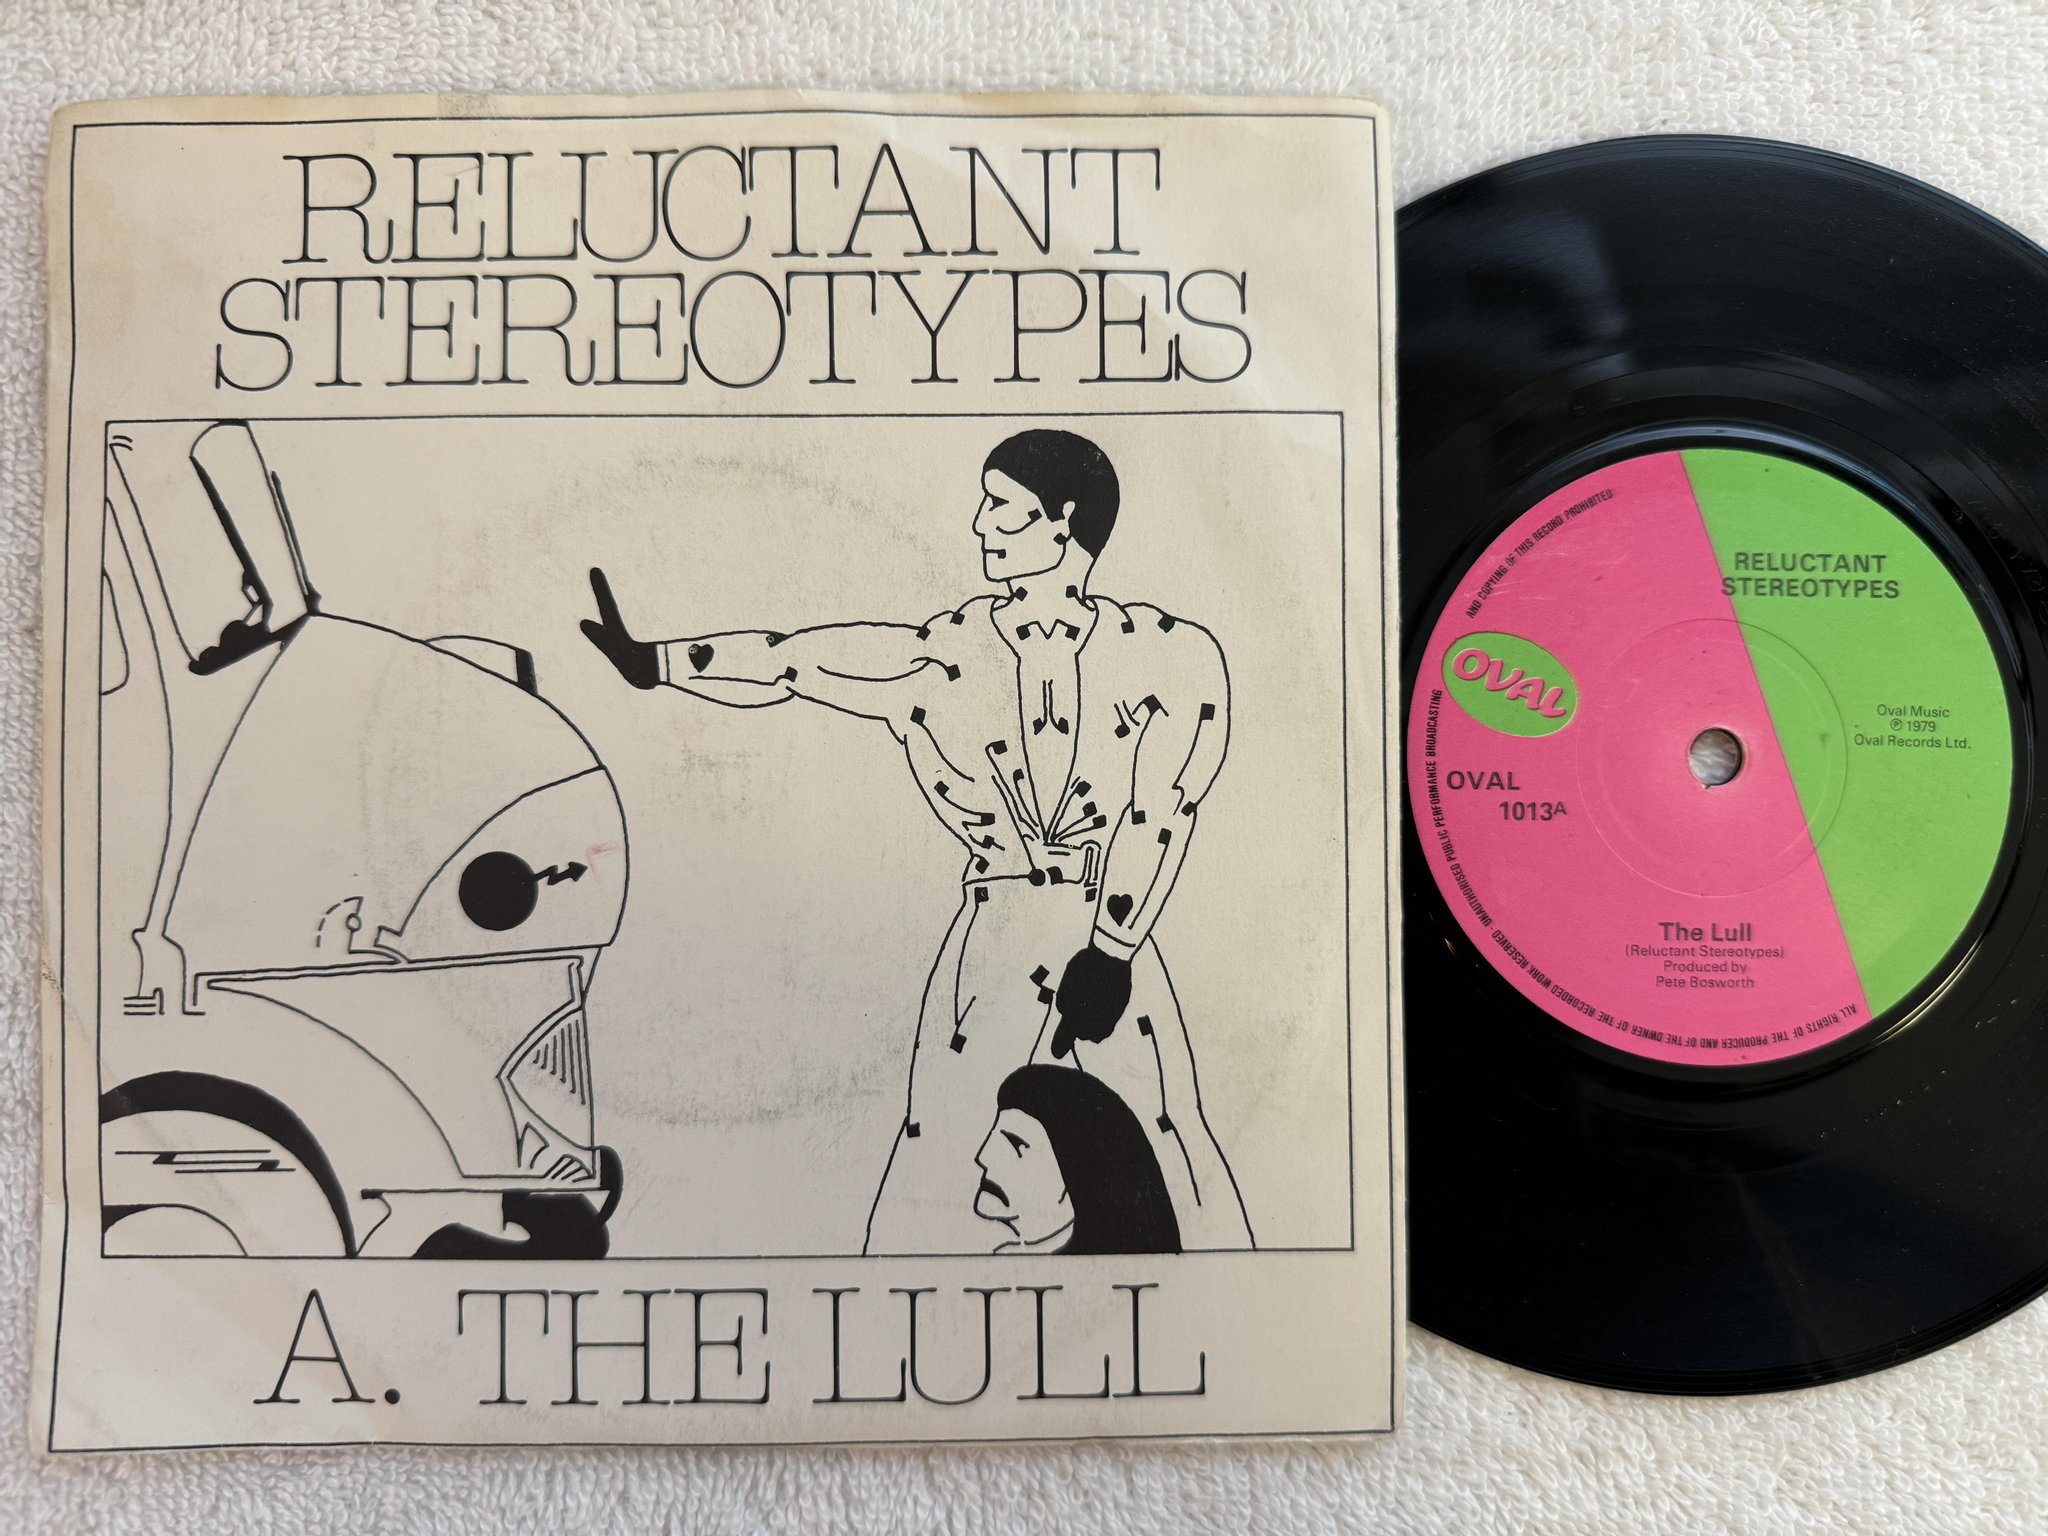 RELUCTANT
STEREOTYPES
A. THE LULL
RELUCTANT
STEREOTYPES
OVAL
Oval Music
℗ 1979
Oval Records Ltd.
OVAL
1013A
The Lull
(Reluctant Stereotypes)
Produced by
Pete Bosworth
ALL RIGHTS OF THE PRODUCER AND OF THE OWNER OF THE RECORDED WORK RESERVED · UNAUTHORISED PUBLIC PERFORMANCE BROADCASTING AND COPYING OF THIS RECORD PROHIBITED